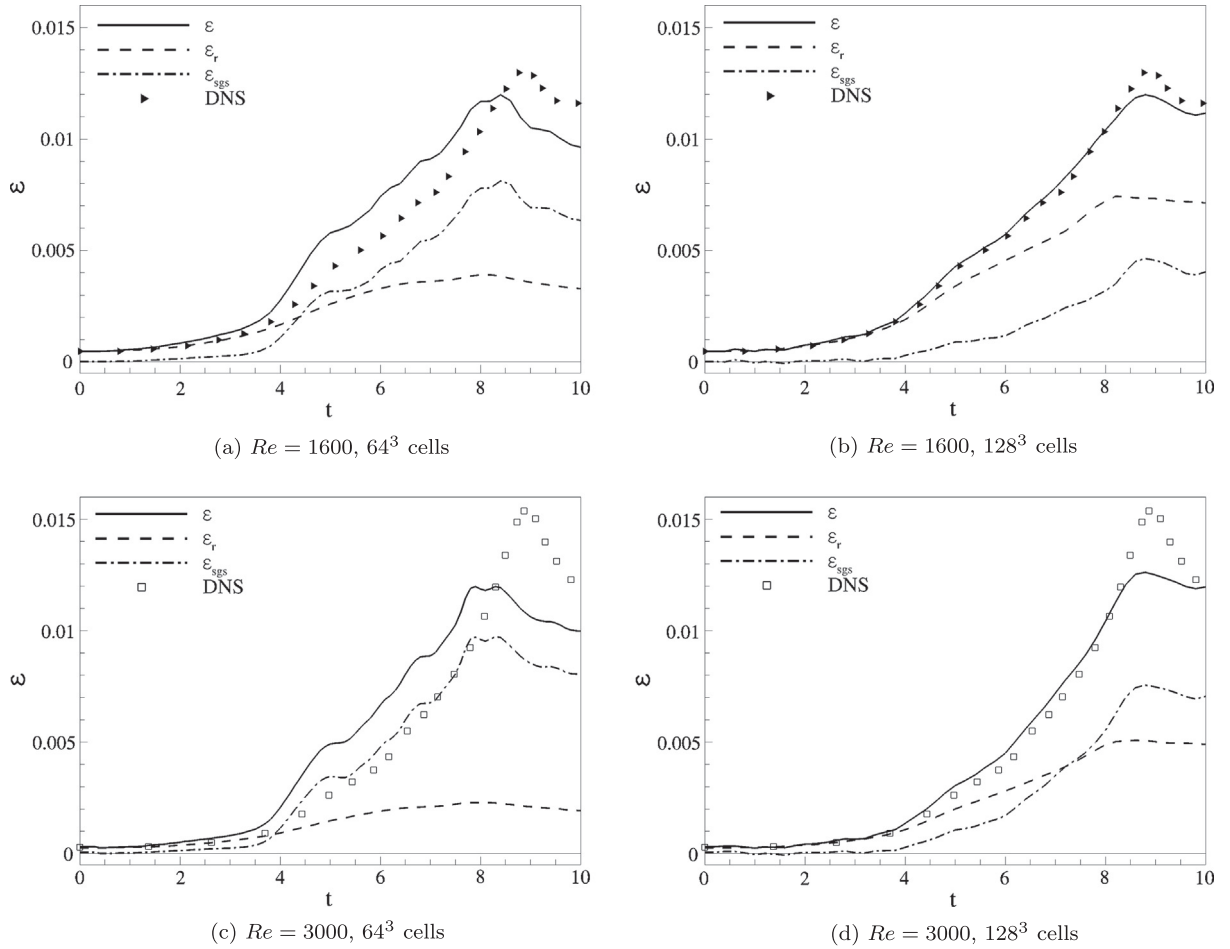 0.015
0.01
0.005
0
ε
ε
εᵣ
ε_sgs
DNS
0 2 4 6 8 10
t
(a) Re = 1600, 64³ cells
0.015
0.01
0.005
0
ε
ε
εᵣ
ε_sgs
DNS
0 2 4 6 8 10
t
(b) Re = 1600, 128³ cells
0.015
0.01
0.005
0
ε
ε
εᵣ
ε_sgs
DNS
0 2 4 6 8 10
t
(c) Re = 3000, 64³ cells
0.015
0.01
0.005
0
ε
ε
εᵣ
ε_sgs
DNS
0 2 4 6 8 10
t
(d) Re = 3000, 128³ cells